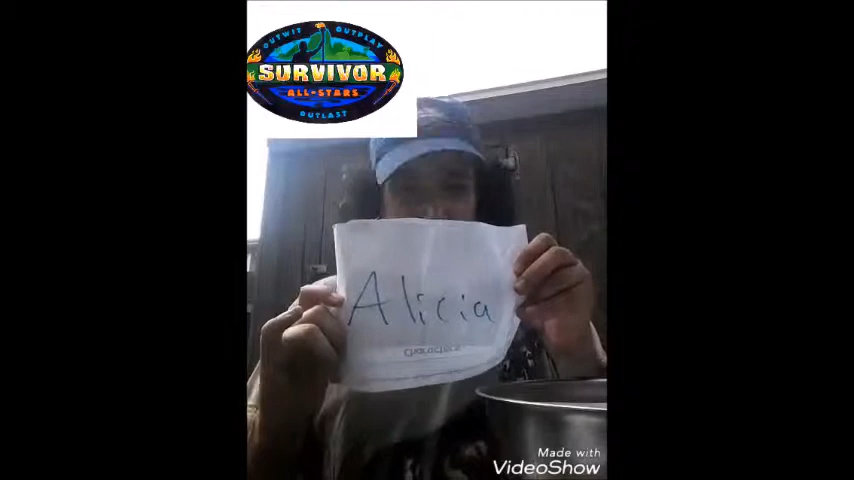 OUTWIT OUTPLAY
SURVIVOR
ALL-STARS
OUTLAST
Alicia
Made with
VideoShow